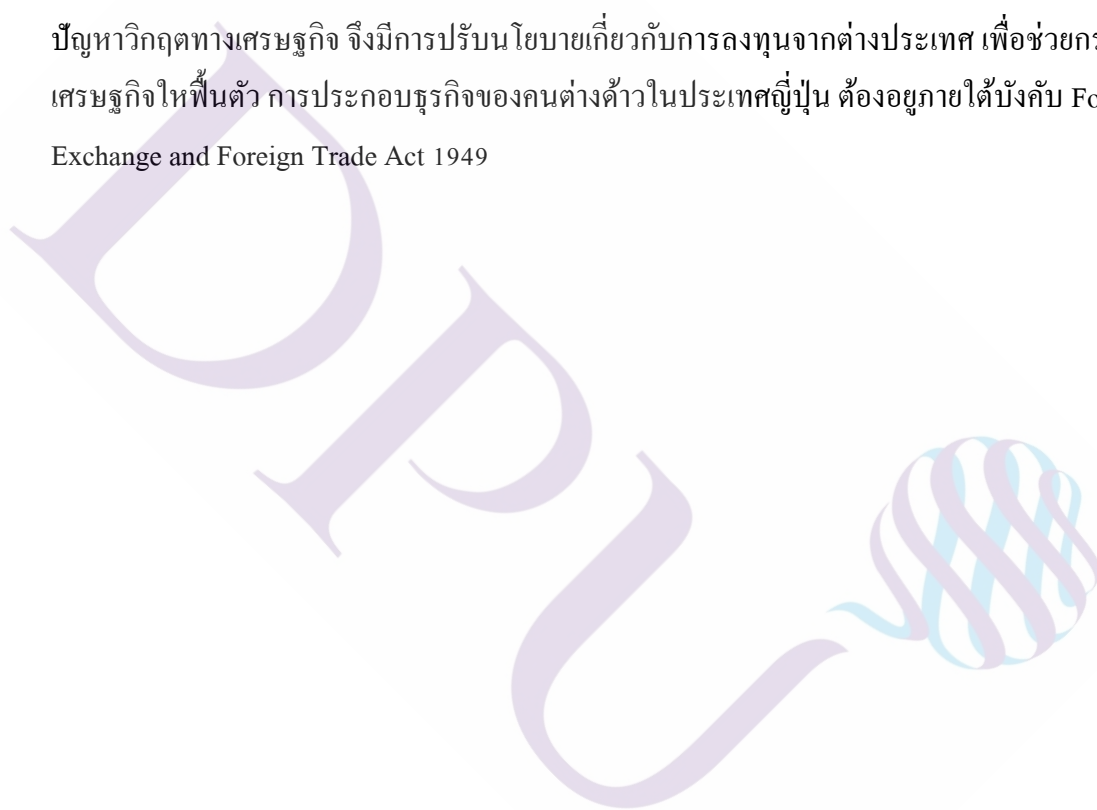 ปัญหาวิกฤตทางเศรษฐกิจ จึงมีการปรับนโยบายเกี่ยวกับการลงทุนจากต่างประเทศ เพื่อช่วย
เศรษฐกิจใหฟื้นตัว การประกอบธุรกิจของคนต่างด้าวในประเทศญี่ปุ่น ต้องอยูภายใต้บังคับ
Exchange and Foreign Trade Act 1949
DPU